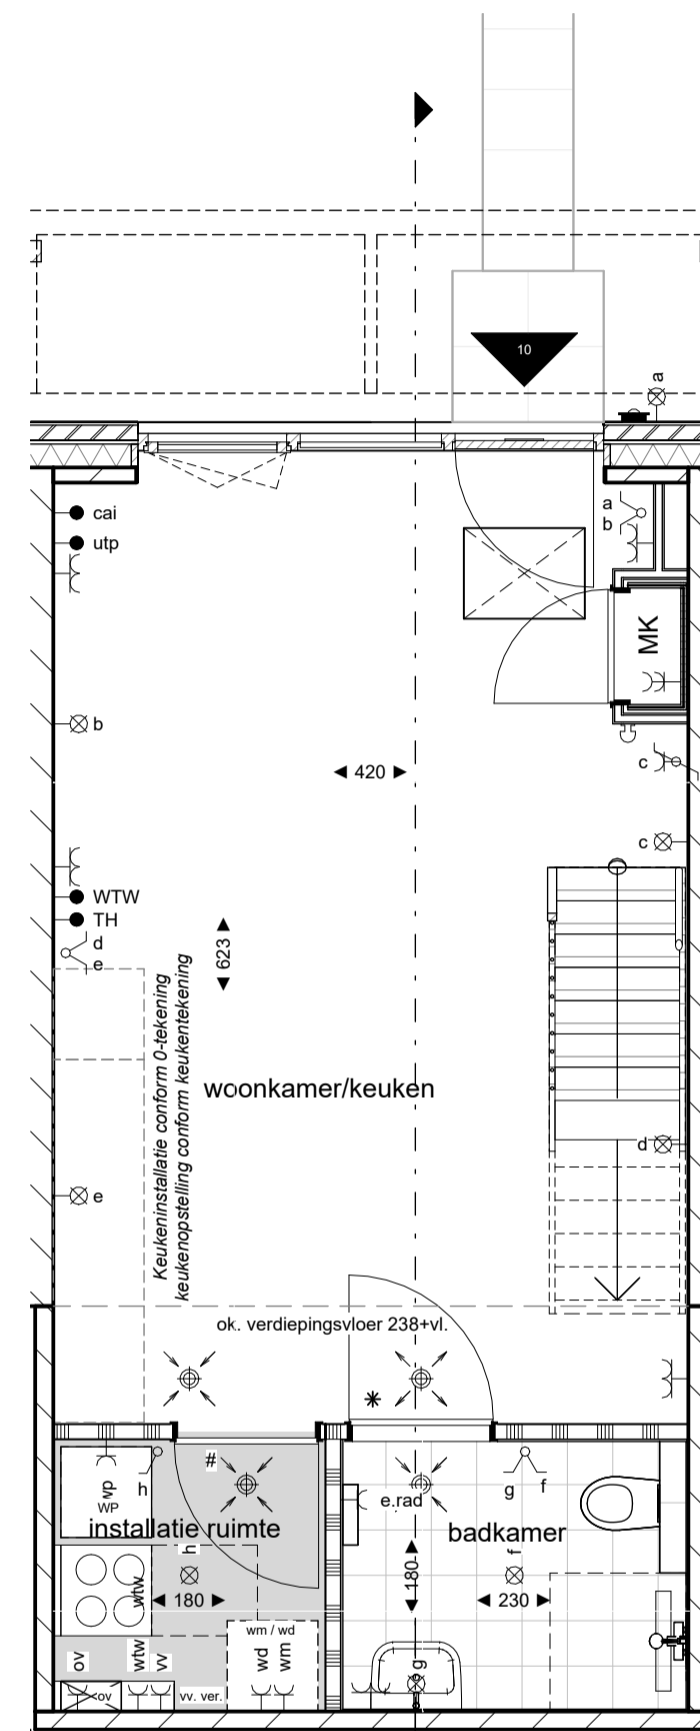 10
a
cai
utp
a
b
MK
b
420
c
c
WTW
TH
d
e
623
Keukeninstallatie conform 0-tekening
keukenopstelling conform keukentekening
woonkamer/keuken
d
e
ok. verdiepingsvloer 238+vl.
*
#
wp
WP
h
e.rad
g f
installatie ruimte
badkamer
h
f
wtw
180
180
230
wm / wd
ov
wtw
vv
wd
wm
g
ov
vv. ver.